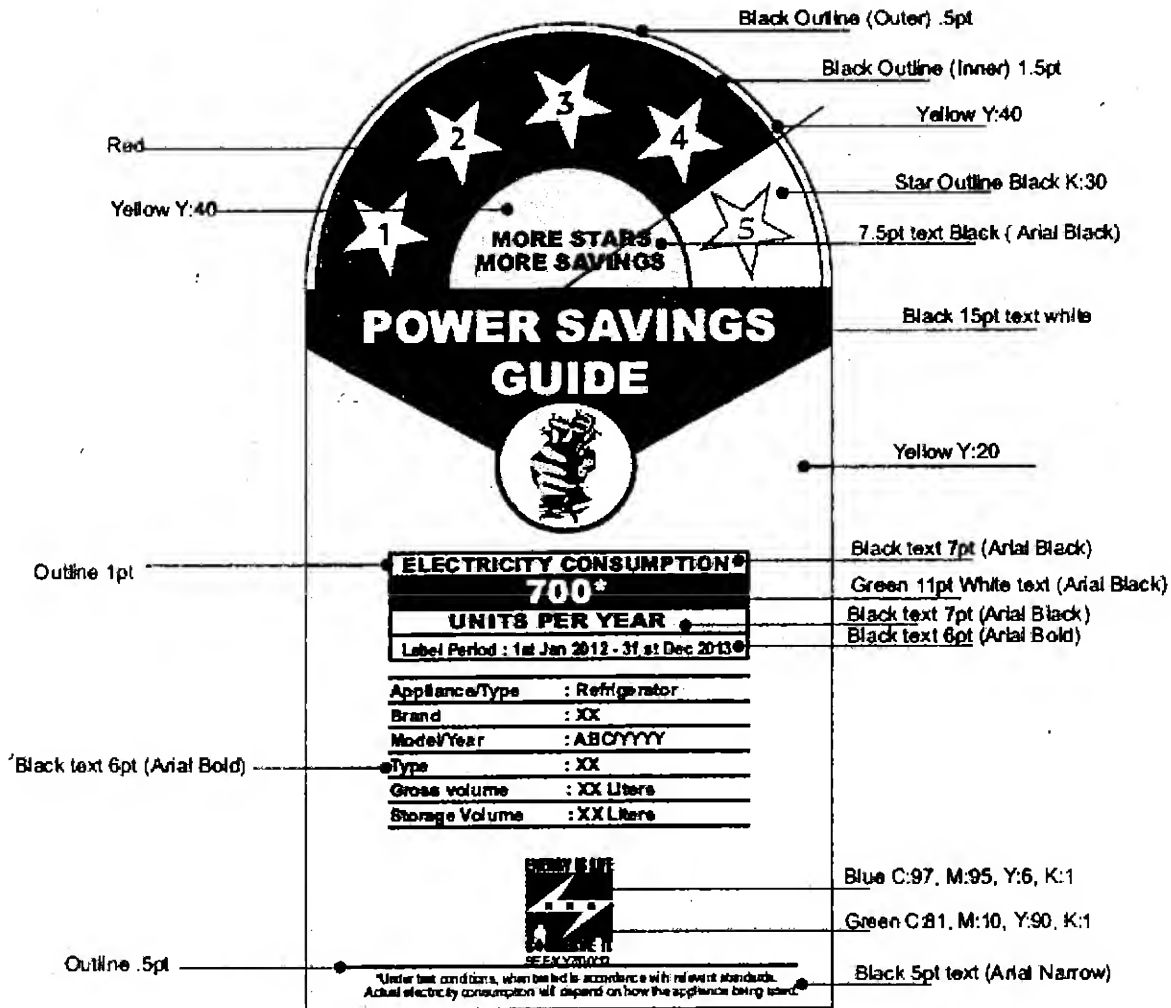 Black Outline (Outer) .5pt
Black Outline (Inner) 1.5pt
Yellow Y:40
Red
Star Outline Black K:30
Yellow Y:40
7.5pt text Black ( Arial Black)
1
2
3
4
5
MORE STARS
MORE SAVINGS
Black 15pt text white
POWER SAVINGS
GUIDE
Yellow Y:20
Outline 1pt
ELECTRICITY CONSUMPTION
Black text 7pt (Arial Black)
700*
Green 11pt White text (Arial Black)
UNITS PER YEAR
Black text 7pt (Arial Black)
Label Period : 1st Jan 2012 - 31st Dec 2013
Black text 6pt (Arial Bold)
Appliance/Type : Refrigerator
Brand : XX
Model/Year : ABC/YYYY
Black text 6pt (Arial Bold)
Type : XX
Gross volume : XX Liters
Storage Volume : XX Liters
ENERGY IS LIFE
Blue C:97, M:95, Y:6, K:1
Green C:81, M:10, Y:90, K:1
IT
Outline .5pt
*Under test conditions, when tested in accordance with relevant standards.
Actual electricity consumption will depend on how the appliance being used.
Black 5pt text (Arial Narrow)